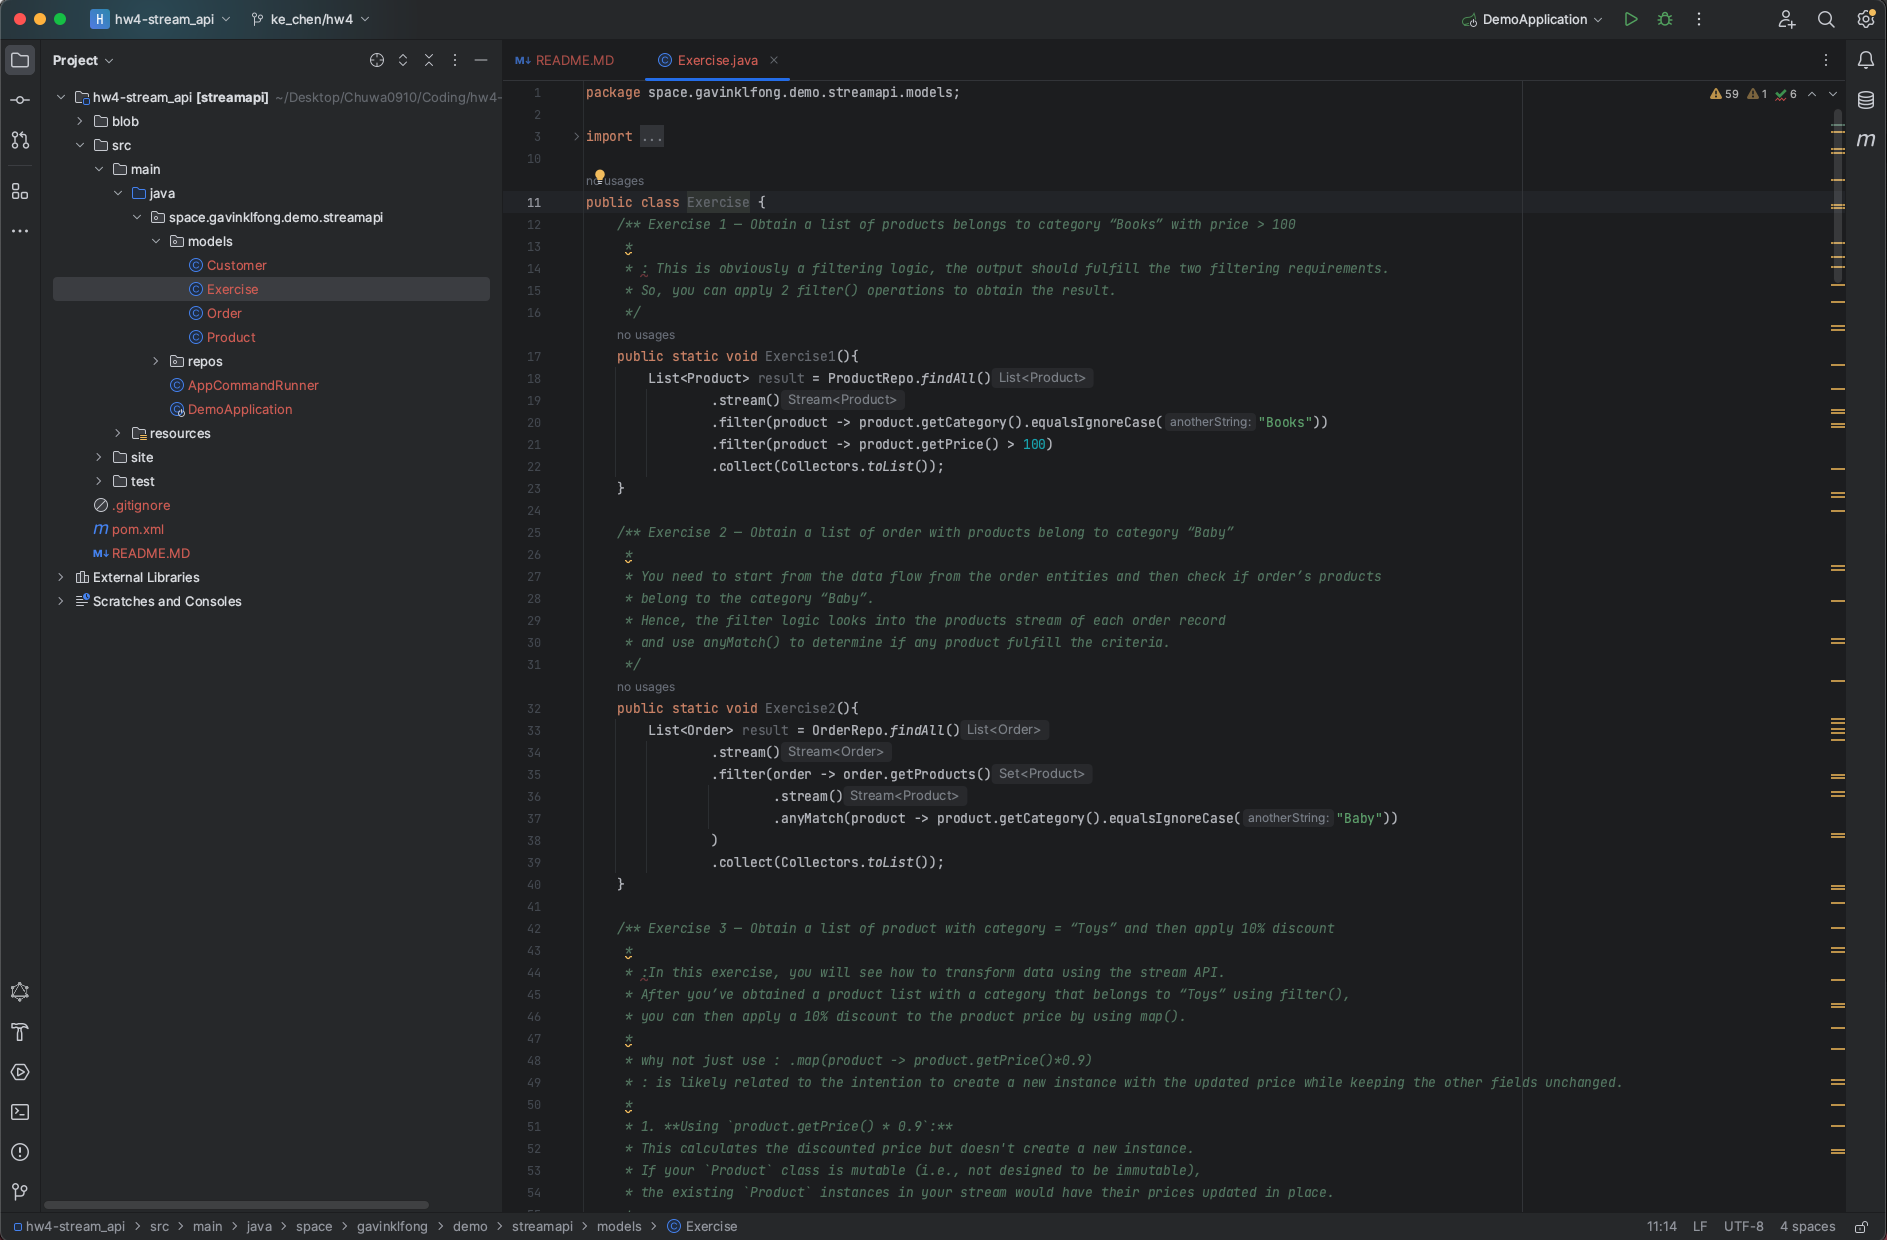 H hw4-stream_api ke_chen/hw4 DemoApplication
Project
hw4-stream_api [streamapi] ~/Desktop/Chuwa0910/Coding/hw4-
blob
src
main
java
space.gavinklfong.demo.streamapi
models
Customer
Exercise
Order
Product
repos
AppCommandRunner
DemoApplication
resources
site
test
.gitignore
m pom.xml
M↓ README.MD
External Libraries
Scratches and Consoles
M↓ README.MD
Exercise.java
59 1 6
1 package space.gavinklfong.demo.streamapi.models;
2
3 import ...
10
no usages
11 public class Exercise {
12 /** Exercise 1 — Obtain a list of products belongs to category “Books” with price > 100
13 *
14 * : This is obviously a filtering logic, the output should fulfill the two filtering requirements.
15 * So, you can apply 2 filter() operations to obtain the result.
16 */
no usages
17 public static void Exercise1(){
18 List<Product> result = ProductRepo.findAll() List<Product>
19 .stream() Stream<Product>
20 .filter(product -> product.getCategory().equalsIgnoreCase( anotherString: "Books"))
21 .filter(product -> product.getPrice() > 100)
22 .collect(Collectors.toList());
23 }
24
25 /** Exercise 2 — Obtain a list of order with products belong to category “Baby”
26 *
27 * You need to start from the data flow from the order entities and then check if order’s products
28 * belong to the category “Baby”.
29 * Hence, the filter logic looks into the products stream of each order record
30 * and use anyMatch() to determine if any product fulfill the criteria.
31 */
no usages
32 public static void Exercise2(){
33 List<Order> result = OrderRepo.findAll() List<Order>
34 .stream() Stream<Order>
35 .filter(order -> order.getProducts() Set<Product>
36 .stream() Stream<Product>
37 .anyMatch(product -> product.getCategory().equalsIgnoreCase( anotherString: "Baby"))
38 )
39 .collect(Collectors.toList());
40 }
41
42 /** Exercise 3 — Obtain a list of product with category = “Toys” and then apply 10% discount
43 *
44 * :In this exercise, you will see how to transform data using the stream API.
45 * After you’ve obtained a product list with a category that belongs to “Toys” using filter(),
46 * you can then apply a 10% discount to the product price by using map().
47 *
48 * why not just use : .map(product -> product.getPrice()*0.9)
49 * : is likely related to the intention to create a new instance with the updated price while keeping the other fields unchanged.
50 *
51 * 1. **Using `product.getPrice() * 0.9`:**
52 * This calculates the discounted price but doesn't create a new instance.
53 * If your `Product` class is mutable (i.e., not designed to be immutable),
54 * the existing `Product` instances in your stream would have their prices updated in place.
hw4-stream_api > src > main > java > space > gavinklfong > demo > streamapi > models > Exercise
11:14 LF UTF-8 4 spaces